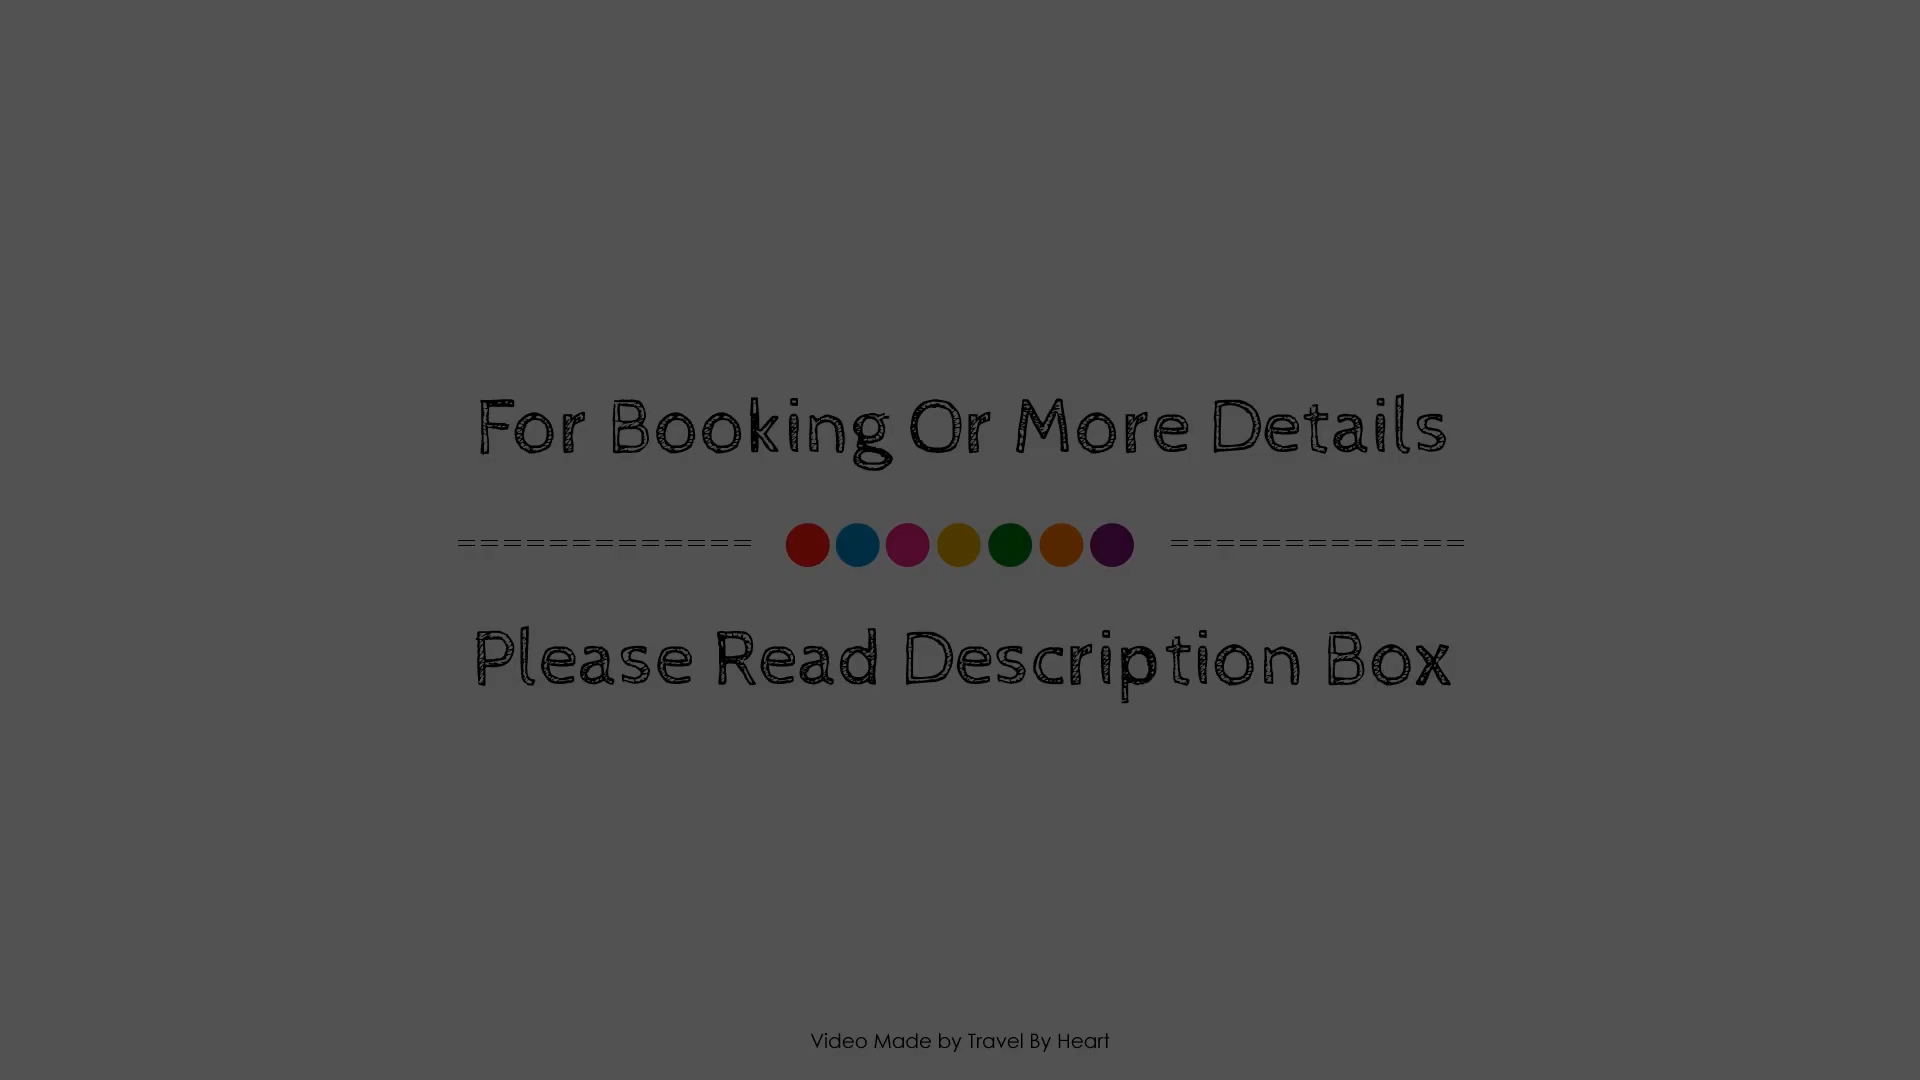 For Booking Or More Details
============= =============
Please Read Description Box
Video Made by Travel By Heart